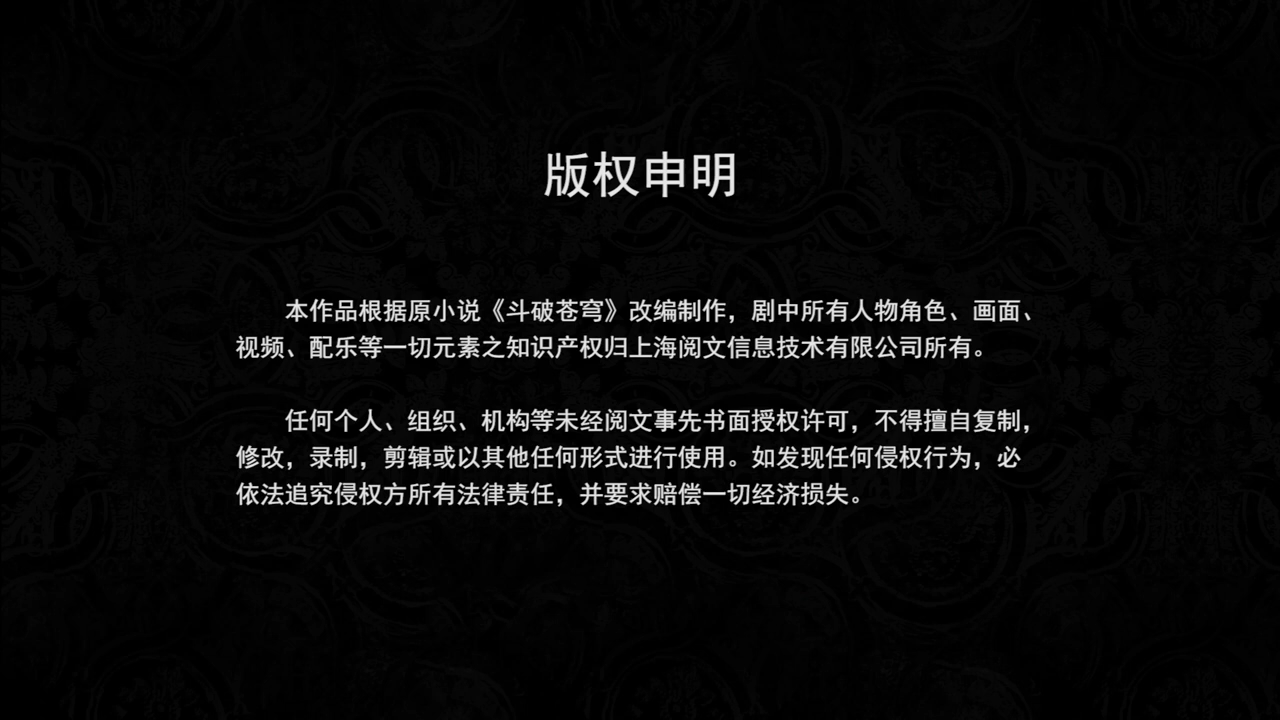 版权申明
本作品根据原小说《斗破苍穹》改编制作，剧中所有人物角色、画面、
视频、配乐等一切元素之知识产权归上海阅文信息技术有限公司所有。
任何个人、组织、机构等未经阅文事先书面授权许可，不得擅自复制，
修改，录制，剪辑或以其他任何形式进行使用。如发现任何侵权行为，必
依法追究侵权方所有法律责任，并要求赔偿一切经济损失。